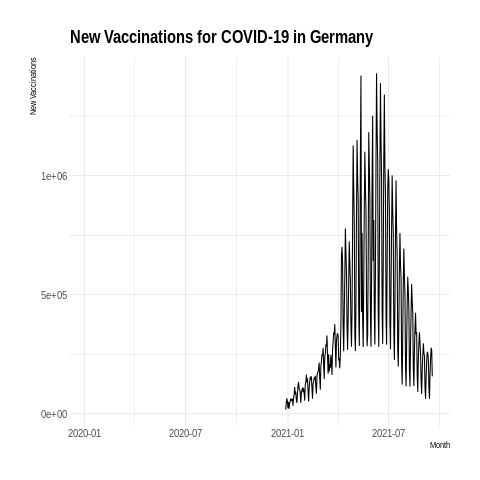 New Vaccinations for COVID-19 in Germany
New Vaccinations
1e+06
5e+05
0e+00
2020-01 2020-07 2021-01 2021-07
Month